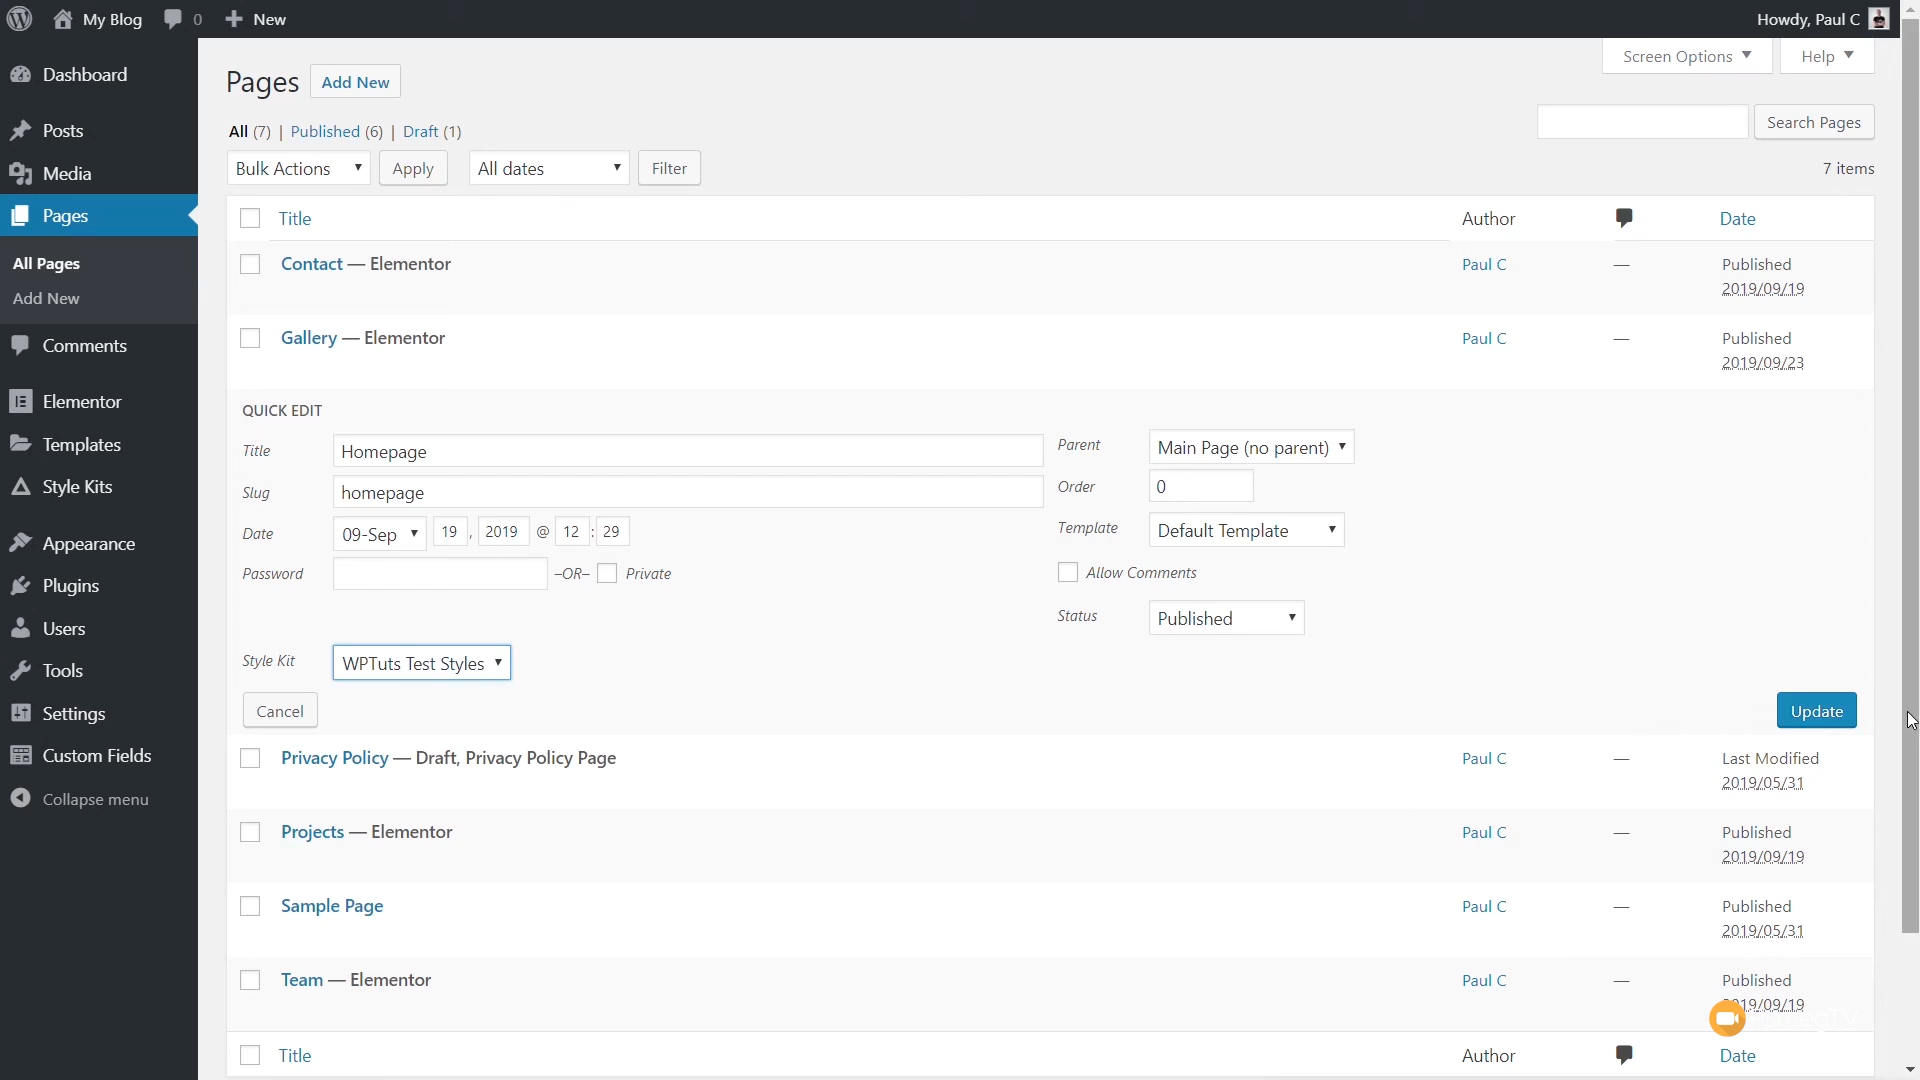 My Blog 0 New Howdy, Paul C
Screen Options Help
Dashboard
Posts
Media
Pages
All Pages
Add New
Comments
Elementor
Templates
Style Kits
Appearance
Plugins
Users
Tools
Settings
Custom Fields
Collapse menu
Pages Add New
All (7) | Published (6) | Draft (1)
Search Pages
Bulk Actions Apply All dates Filter 7 items
Title Author Date
Contact — Elementor Paul C — Published
2019/09/19
Gallery — Elementor Paul C — Published
2019/09/23
QUICK EDIT
Title Homepage
Slug homepage
Date 09-Sep 19 , 2019 @ 12 : 29
Password –OR– Private
Parent Main Page (no parent)
Order 0
Template Default Template
Allow Comments
Status Published
Style Kit WPTuts Test Styles
Cancel Update
Privacy Policy — Draft, Privacy Policy Page Paul C — Last Modified
2019/05/31
Projects — Elementor Paul C — Published
2019/09/19
Sample Page Paul C — Published
2019/05/31
Team — Elementor Paul C — Published
19/09/19
Title Author Date